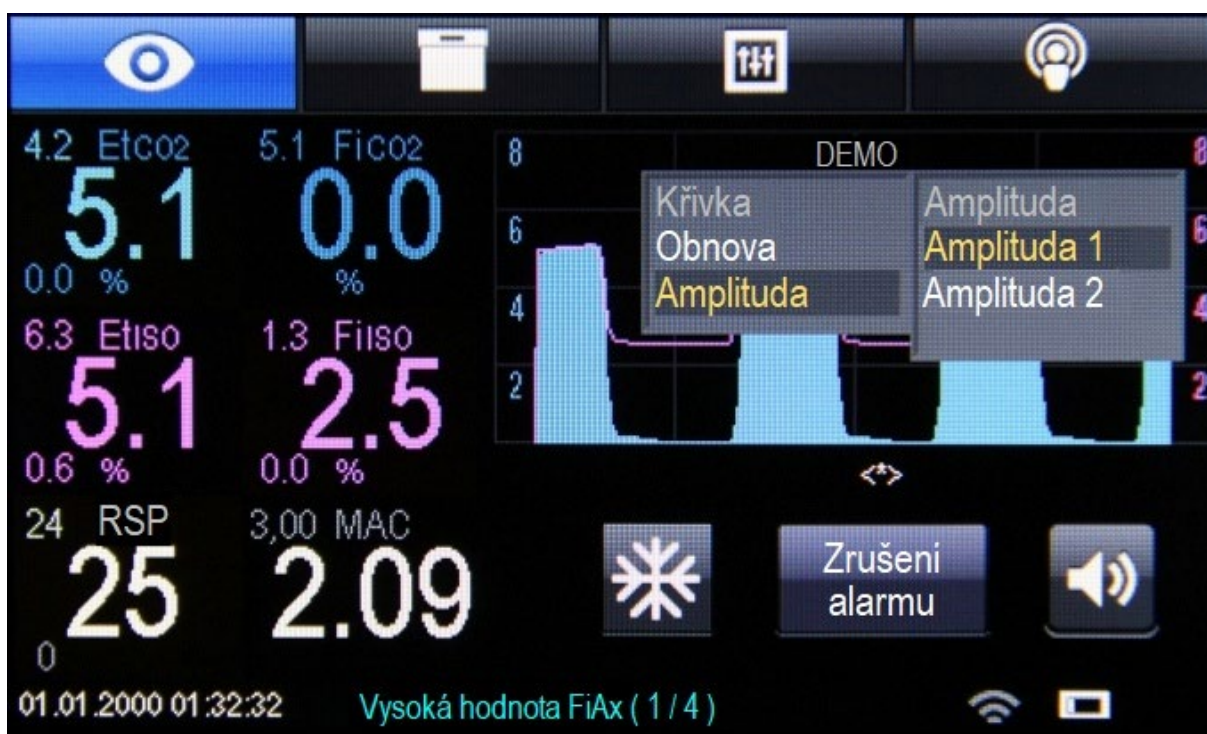 4.2 Etco2
5.1
0.0 %
5.1 Fico2
0.0
%
6.3 Etiso
5.1
0.6 %
1.3 Fiiso
2.5
0.0 %
24 RSP
25
0
3,00 MAC
2.09
DEMO
8
6
4
2
8
6
4
2
Křivka
Obnova
Amplituda
Amplituda
Amplituda 1
Amplituda 2
<*>
Zrušení
alarmu
01.01.2000 01:32:32
Vysoká hodnota FiAx ( 1 / 4 )